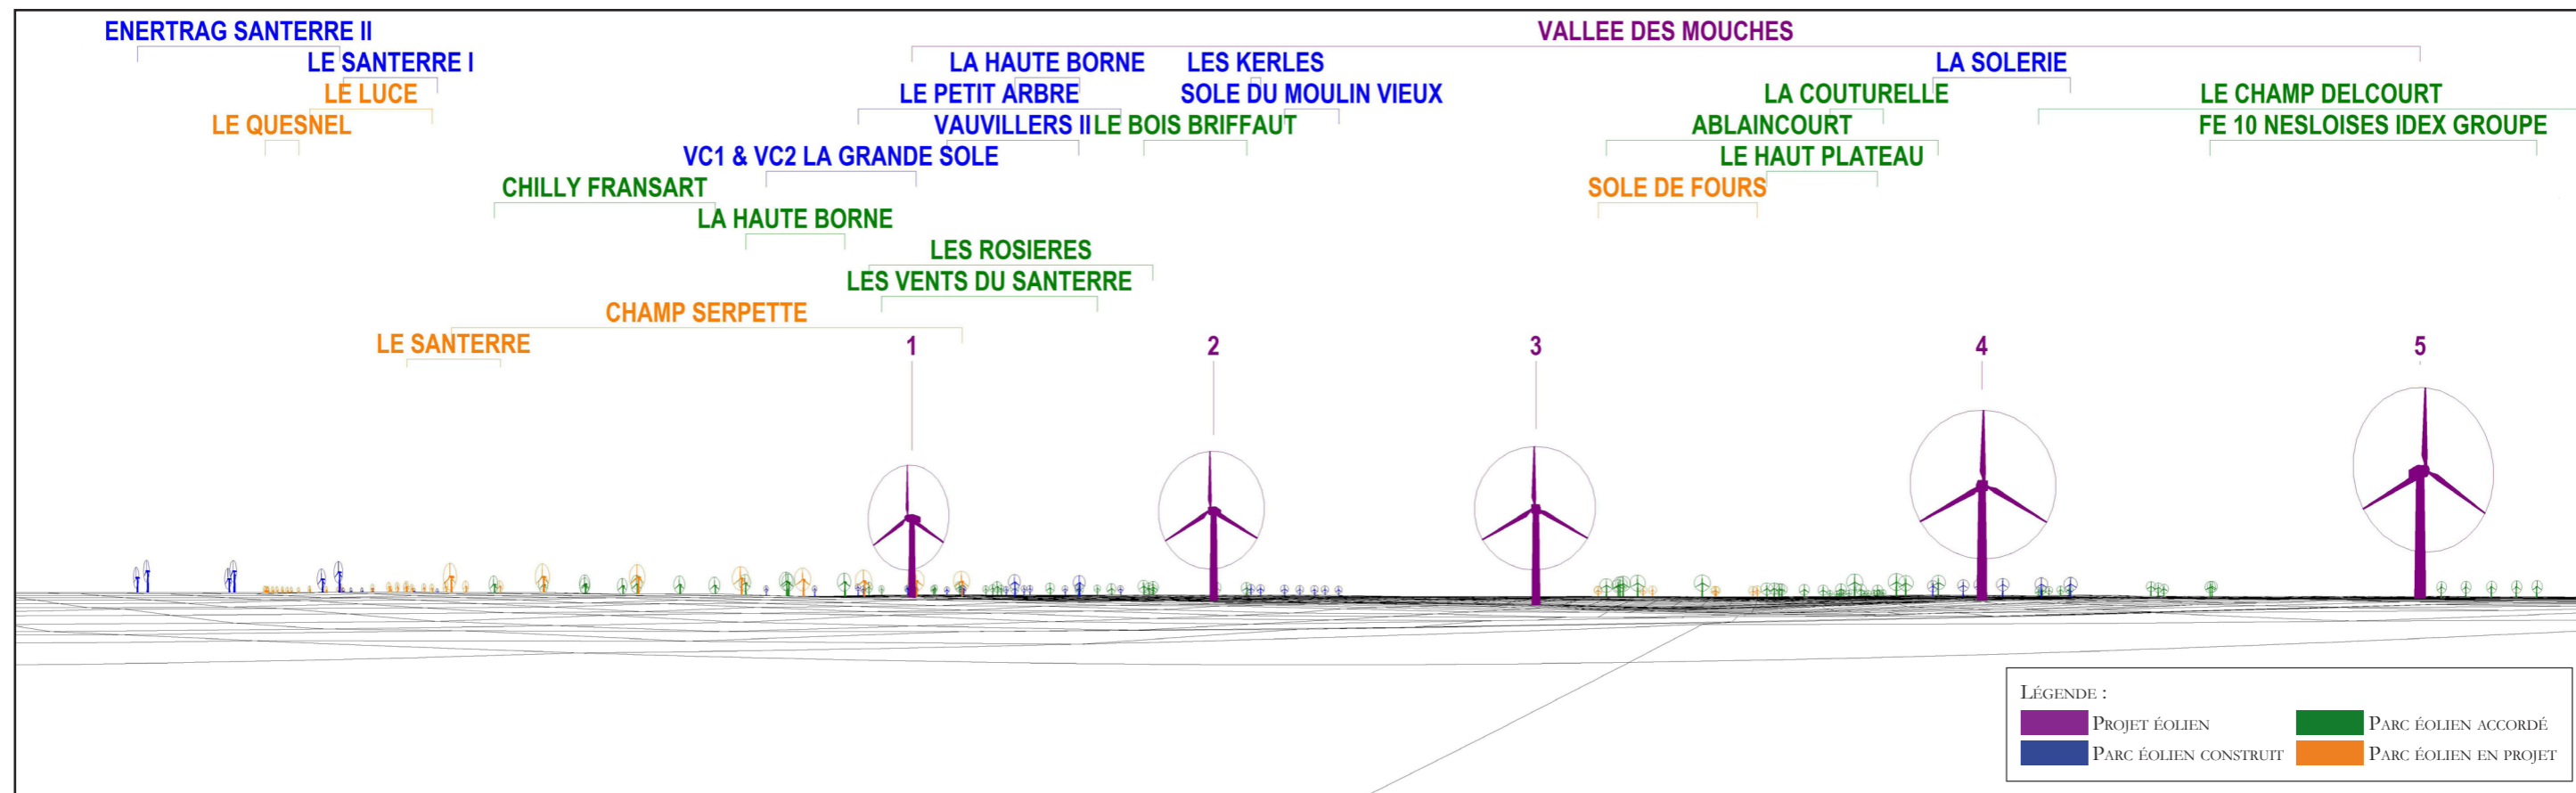 ENERTRAG SANTERRE II
VALLEE DES MOUCHES
LE SANTERRE I
LA HAUTE BORNE
LES KERLES
LA SOLERIE
LE LUCE
LE PETIT ARBRE
SOLE DU MOULIN VIEUX
LA COUTURELLE
LE CHAMP DELCOURT
LE QUESNEL
VAUVILLERS II
LE BOIS BRIFFAUT
ABLAINCOURT
FE 10 NESLOISES IDEX GROUPE
VC1 & VC2 LA GRANDE SOLE
LE HAUT PLATEAU
CHILLY FRANSART
SOLE DE FOURS
LA HAUTE BORNE
LES ROSIERES
LES VENTS DU SANTERRE
CHAMP SERPETTE
LE SANTERRE
1
2
3
4
5
LÉGENDE :
PROJET ÉOLIEN
PARC ÉOLIEN ACCORDÉ
PARC ÉOLIEN CONSTRUIT
PARC ÉOLIEN EN PROJET